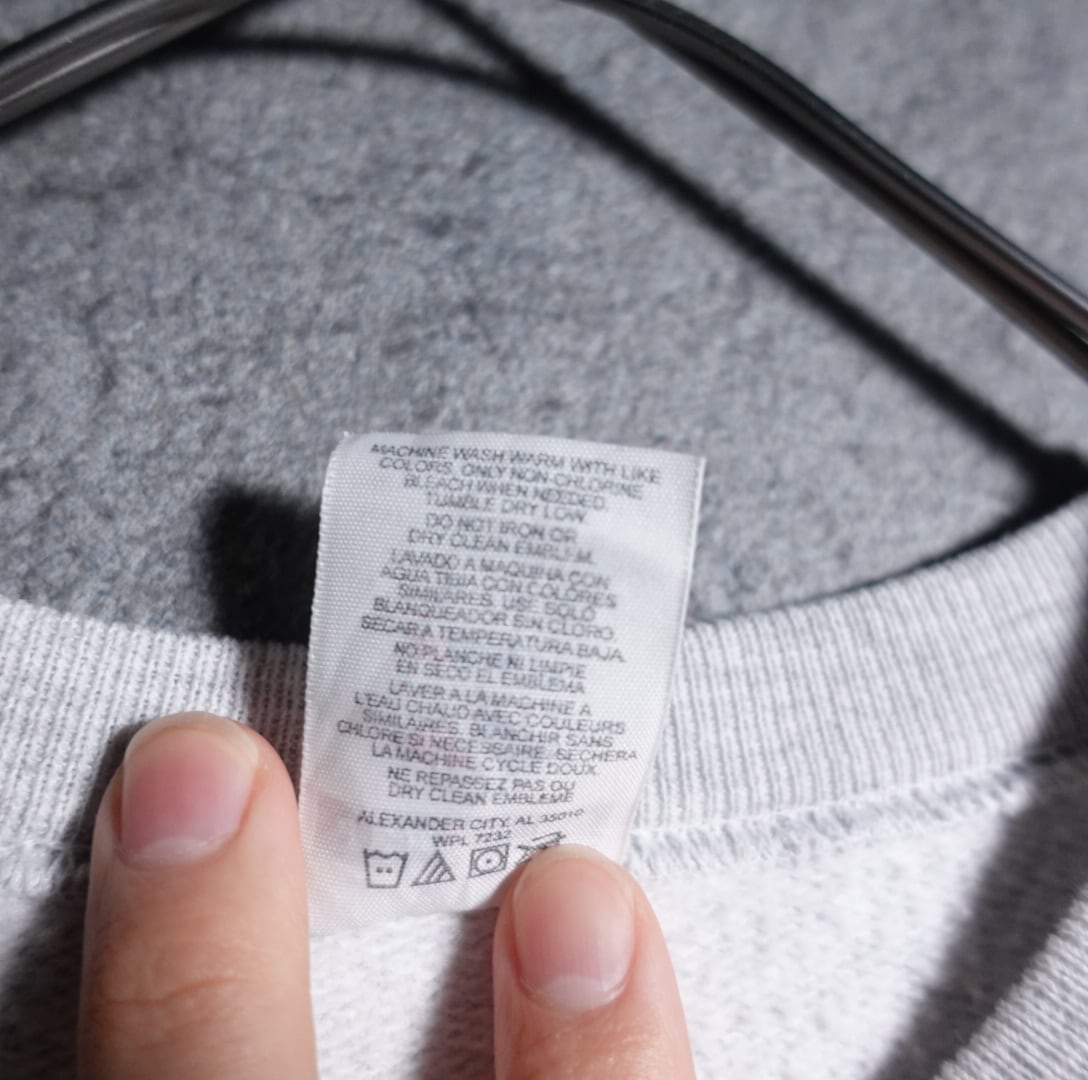 MACHINE WASH WARM WITH LIKE
COLORS, ONLY NON-CHLORINE
BLEACH WHEN NEEDED.
TUMBLE DRY LOW
DO NOT IRON OR
DRY CLEAN EMBLEM.
LAVADO A MAQUINA CON
AGUA TIBIA CON COLORES
SIMILARES. USE SOLO
BLANQUEADOR SIN CLORO
SECAR A TEMPERATURA BAJA
NO PLANCHE NI LIMPIE
EN SECO EL EMBLEMA
LAVER A LA MACHINE A
L'EAU CHAUD AVEC COULEURS
SIMILAIRES. BLANCHIR SANS
CHLORE SI NECESSAIRE. SECHER A
LA MACHINE CYCLE DOUX
NE REPASSEZ PAS OU
DRY CLEAN EMBLEME
ALEXANDER CITY, AL 35010
WPL 7232